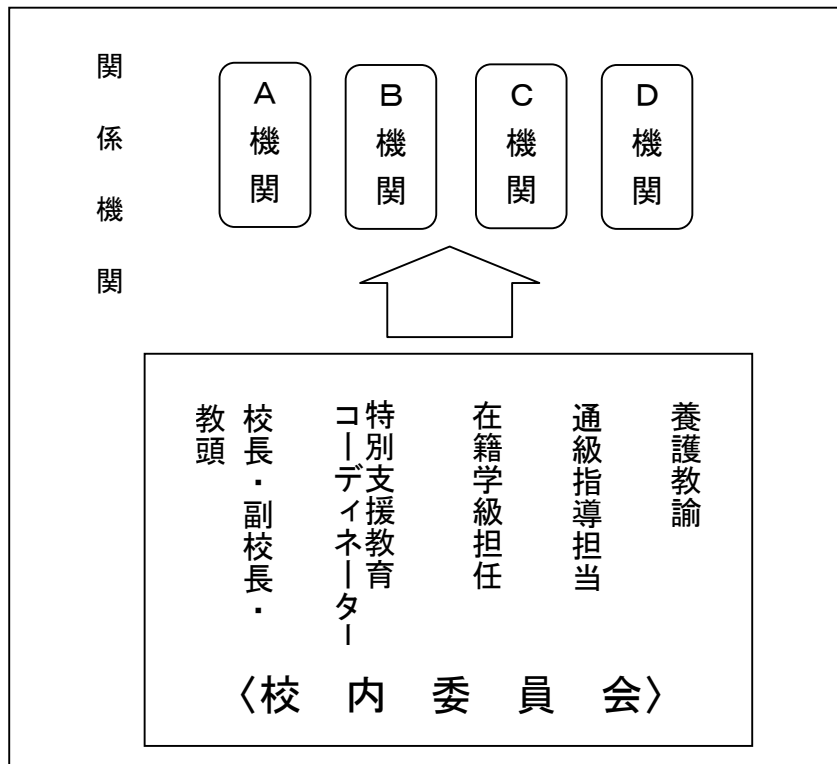 関係機関
A機関
B機関
C機関
D機関
養護教諭
通級指導担当
在籍学級担任
特別支援教育
コーディネーター
校長・副校長・
教頭
〈校内委員会〉